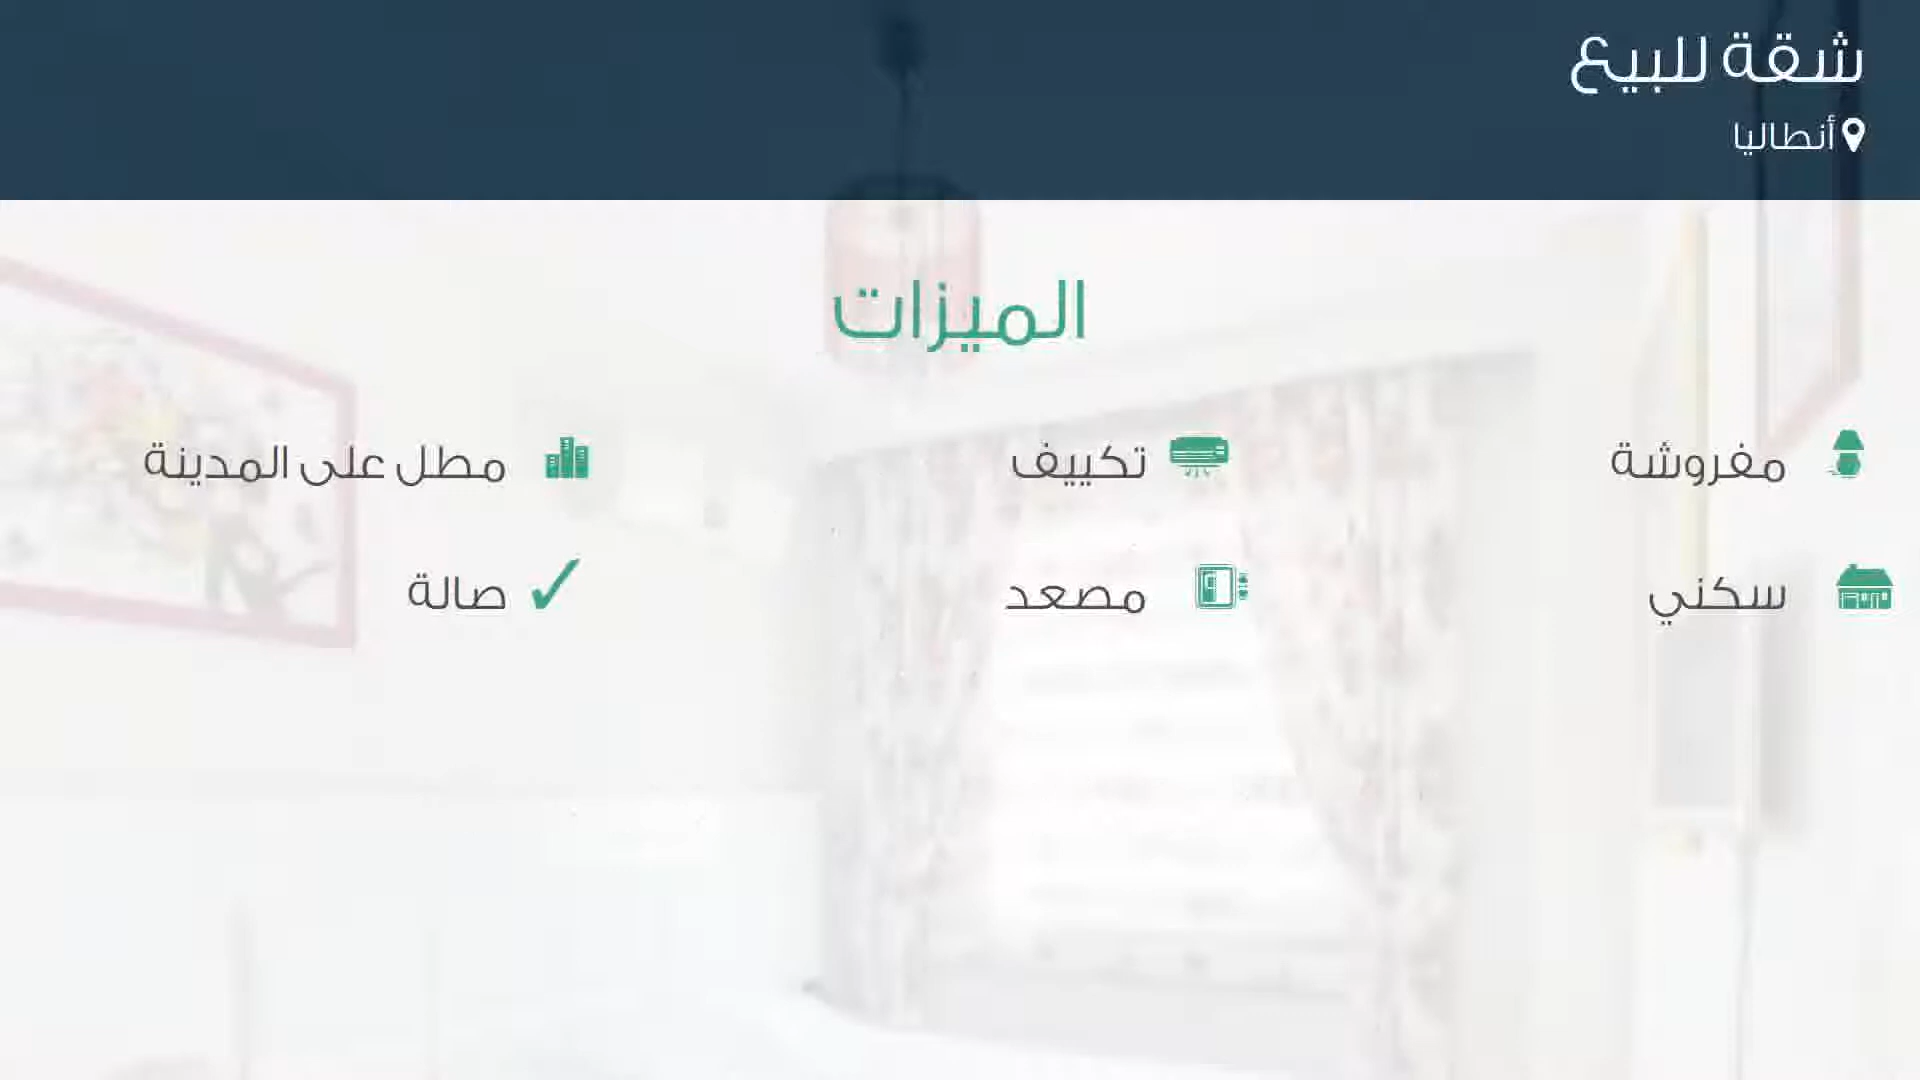 شقة للبيع
أنطاليا
الميزات
مفروشة
تكييف
مطل على المدينة
سكني
مصعد
صالة